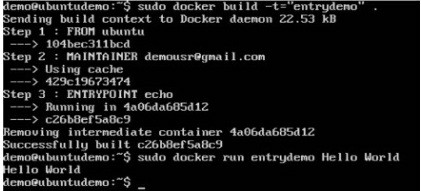 demo@ubuntudemo:~$ sudo docker build -t="entrydemo" .
Sending build context to Docker daemon 22.53 kB
Step 1 : FROM ubuntu
 ---> 104bec311bcd
Step 2 : MAINTAINER demousr@gmail.com
 ---> Using cache
 ---> 429c19673474
Step 3 : ENTRYPOINT echo
 ---> Running in 4a06da685d12
 ---> c26b8ef5a8c9
Removing intermediate container 4a06da685d12
Successfully built c26b8ef5a8c9
demo@ubuntudemo:~$ sudo docker run entrydemo Hello World
Hello World
demo@ubuntudemo:~$ _